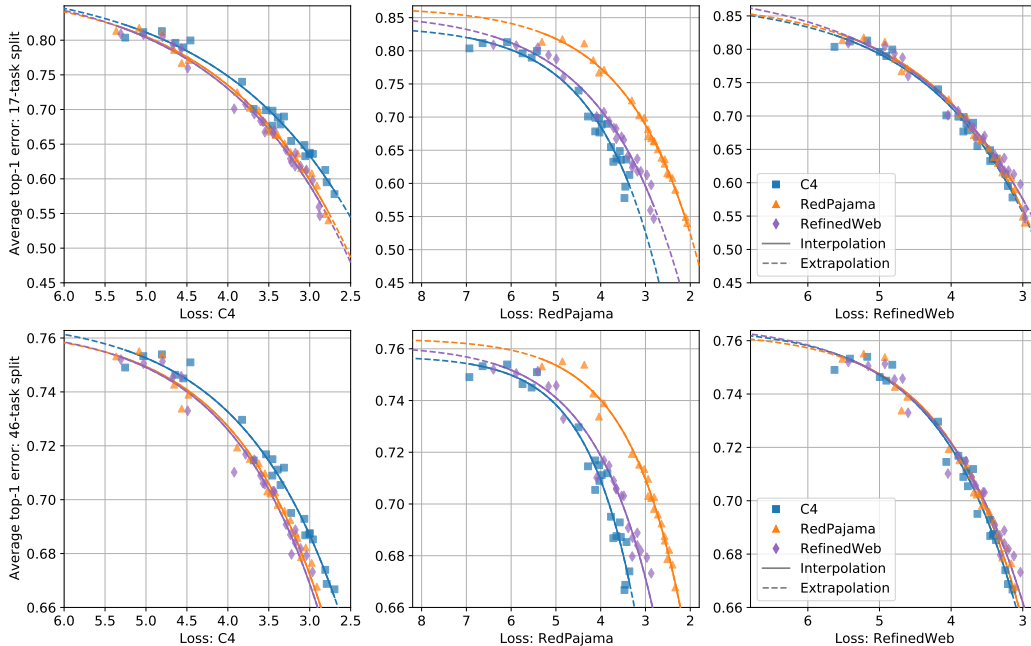 Average top-1 error: 17-task split
0.80
0.75
0.70
0.65
0.60
0.55
0.50
0.45
6.0 5.5 5.0 4.5 4.0 3.5 3.0 2.5
Loss: C4
0.85
0.80
0.75
0.70
0.65
0.60
0.55
0.50
0.45
8 7 6 5 4 3 2
Loss: RedPajama
0.85
0.80
0.75
0.70
0.65
0.60
0.55
0.50
0.45
C4
RedPajama
RefinedWeb
Interpolation
Extrapolation
6 5 4 3
Loss: RefinedWeb
Average top-1 error: 46-task split
0.76
0.74
0.72
0.70
0.68
0.66
6.0 5.5 5.0 4.5 4.0 3.5 3.0 2.5
Loss: C4
0.76
0.74
0.72
0.70
0.68
0.66
8 7 6 5 4 3 2
Loss: RedPajama
0.76
0.74
0.72
0.70
0.68
0.66
C4
RedPajama
RefinedWeb
Interpolation
Extrapolation
6 5 4 3
Loss: RefinedWeb